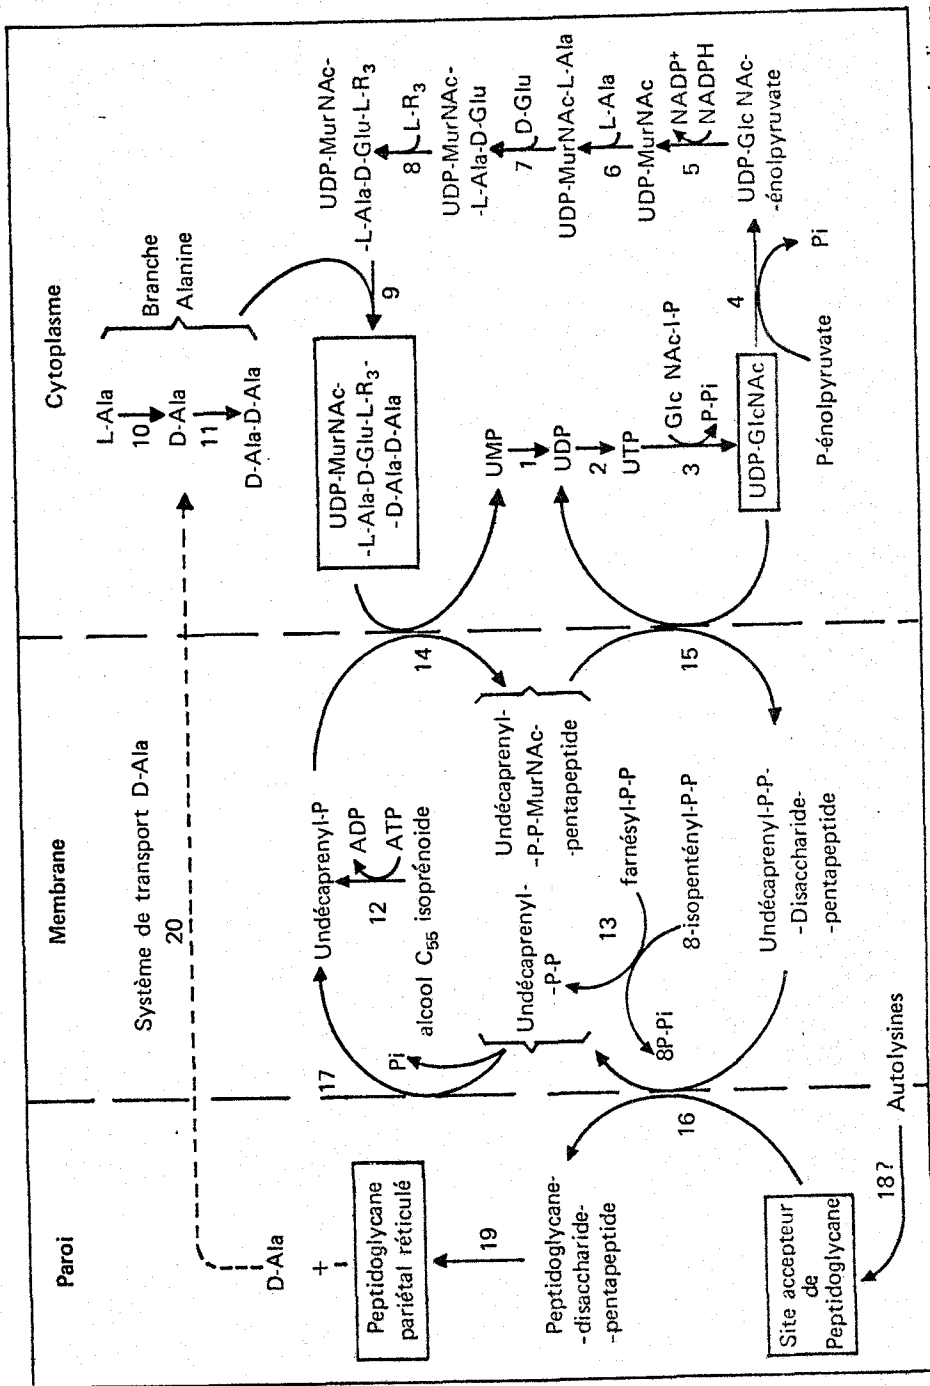 Paroi
Membrane
Cytoplasme
Système de transport D-Ala
20
L-Ala
10
D-Ala
11
D-Ala-D-Ala
Branche
Alanine
UDP-Mur NAc-
-L-Ala-D-Glu-L-R3
8
L-R3
UDP-MurNAc-
-L-Ala-D-Glu
7
D-Glu
UDP-MurNAc-L-Ala
6
L-Ala
UDP-MurNAc
5
NADP+
NADPH
UDP-Glc NAc-
-énolpyruvate
9
UDP-MurNAc-
-L-Ala-D-Glu-L-R3-
-D-Ala-D-Ala
UMP
1
UDP
2
UTP
3
Glc NAc-I-P
P-Pi
UDP-GlcNAc
4
Pi
P-énolpyruvate
14
15
Undécaprenyl-P
12
ADP
ATP
alcool C55 isoprénoide
Undécaprenyl-
-P-P-MurNAc-
-pentapeptide
Undécaprenyl-
-P-P
13
farnésyl-P-P
8-isopentényl-P-P
8P-Pi
Undécaprenyl-P-P-
-Disaccharide-
-pentapeptide
17
Pi
16
D-Ala
+
Peptidoglycane
pariétal réticulé
19
Peptidoglycane-
-disaccharide-
-pentapeptide
Site accepteur
de
Peptidoglycane
18?
Autolysines